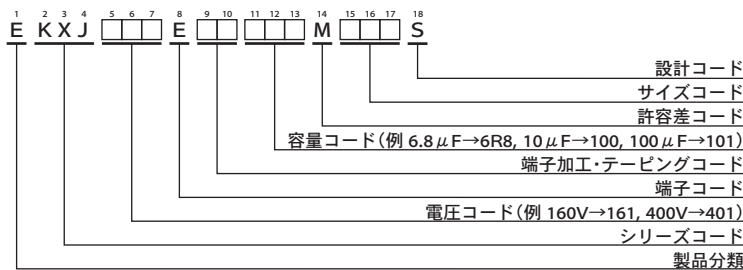 1 2 3 4 5 6 7 8 9 10 11 12 13 14 15 16 17 18
E KXJ □□□ E □□ □□□ M □□□ S
設計コード
サイズコード
許容差コード
容量コード(例 6.8μF→6R8, 10μF→100, 100μF→101)
端子加工・テーピングコード
端子コード
電圧コード(例 160V→161, 400V→401)
シリーズコード
製品分類